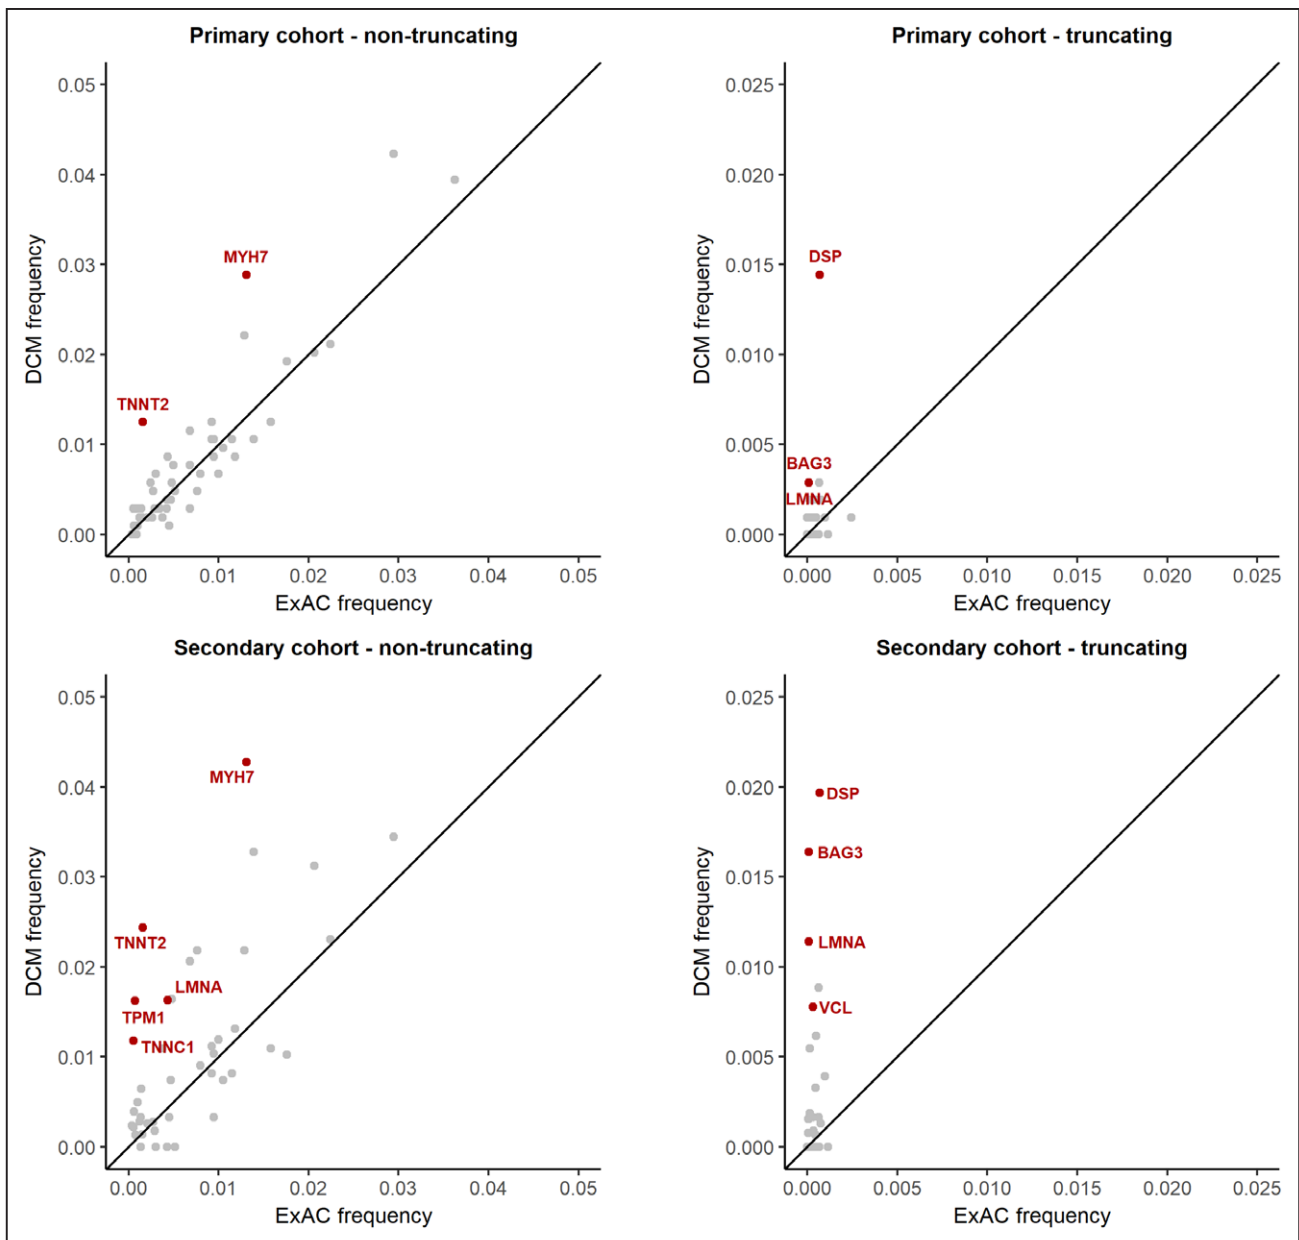 Primary cohort - non-truncating
DCM frequency
0.05
0.04
0.03
0.02
0.01
0.00
MYH7
TNNT2
0.00 0.01 0.02 0.03 0.04 0.05
ExAC frequency
Primary cohort - truncating
DCM frequency
0.025
0.020
0.015
0.010
0.005
0.000
DSP
BAG3
LMNA
0.000 0.005 0.010 0.015 0.020 0.025
ExAC frequency
Secondary cohort - non-truncating
DCM frequency
0.05
0.04
0.03
0.02
0.01
0.00
MYH7
TNNT2
LMNA
TPM1
TNNC1
0.00 0.01 0.02 0.03 0.04 0.05
ExAC frequency
Secondary cohort - truncating
DCM frequency
0.025
0.020
0.015
0.010
0.005
0.000
DSP
BAG3
LMNA
VCL
0.000 0.005 0.010 0.015 0.020 0.025
ExAC frequency